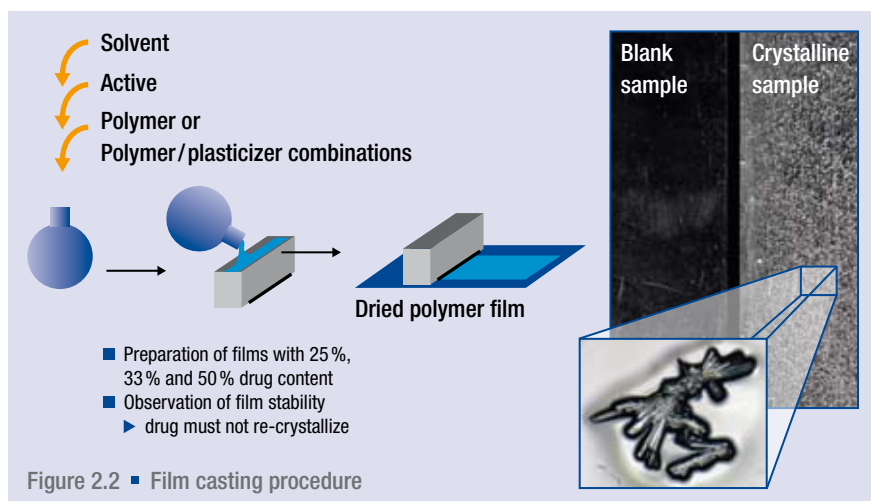 Solvent
Active
Polymer or
Polymer/plasticizer combinations
Dried polymer film
■ Preparation of films with 25 %,
33 % and 50 % drug content
■ Observation of film stability
▶ drug must not re-crystallize
Blank
sample
Crystalline
sample
Figure 2.2 ■ Film casting procedure